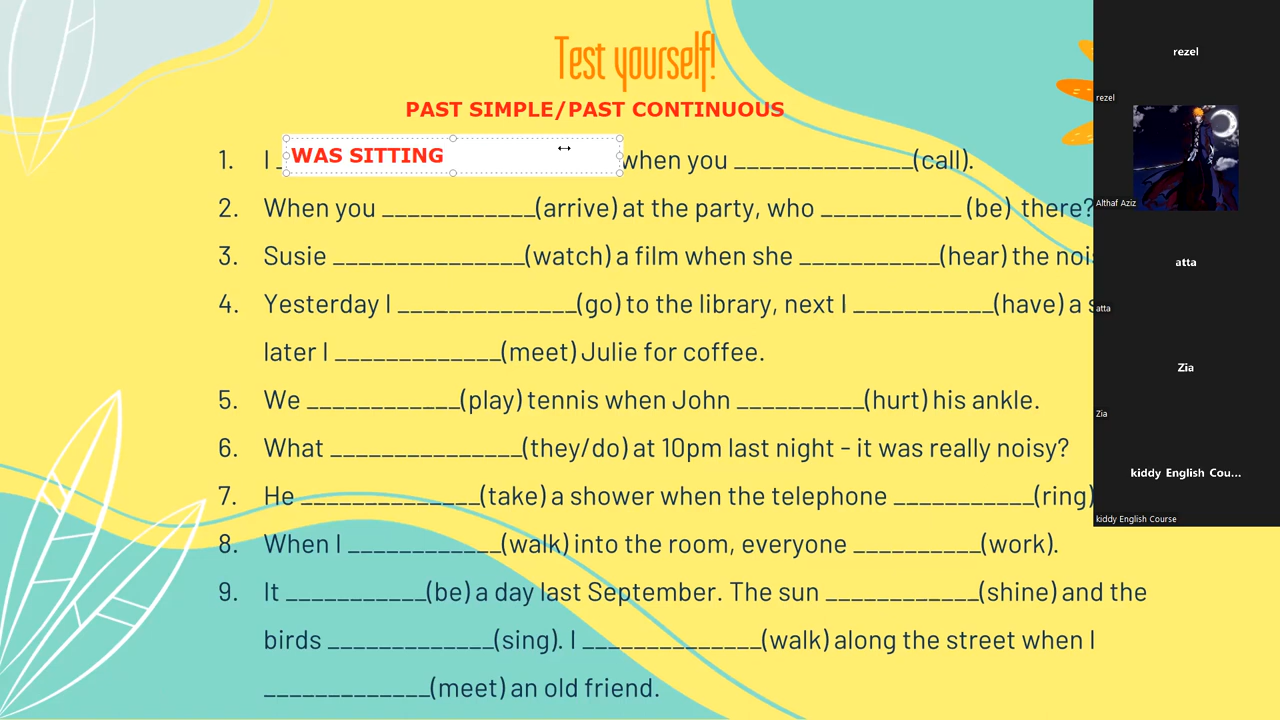 Test yourself!
PAST SIMPLE/PAST CONTINUOUS
1. I _ WAS SITTING when you ______________(call).
2. When you ____________(arrive) at the party, who ___________ (be) there?
3. Susie _______________(watch) a film when she ___________(hear) the
4. Yesterday I ______________(go) to the library, next I ___________(have) a
later I _____________(meet) Julie for coffee.
5. We ____________(play) tennis when John __________(hurt) his ankle.
6. What _______________(they/do) at 10pm last night - it was really noisy?
7. He ______________(take) a shower when the telephone ___________(ring)
8. When I ____________(walk) into the room, everyone __________(work).
9. It ___________(be) a day last September. The sun ____________(shine) and the
birds _____________(sing). I ______________(walk) along the street when I
_____________(meet) an old friend.
rezel
rezel
Althaf Aziz
atta
atta
Zia
Zia
kiddy English Cou...
kiddy English Course